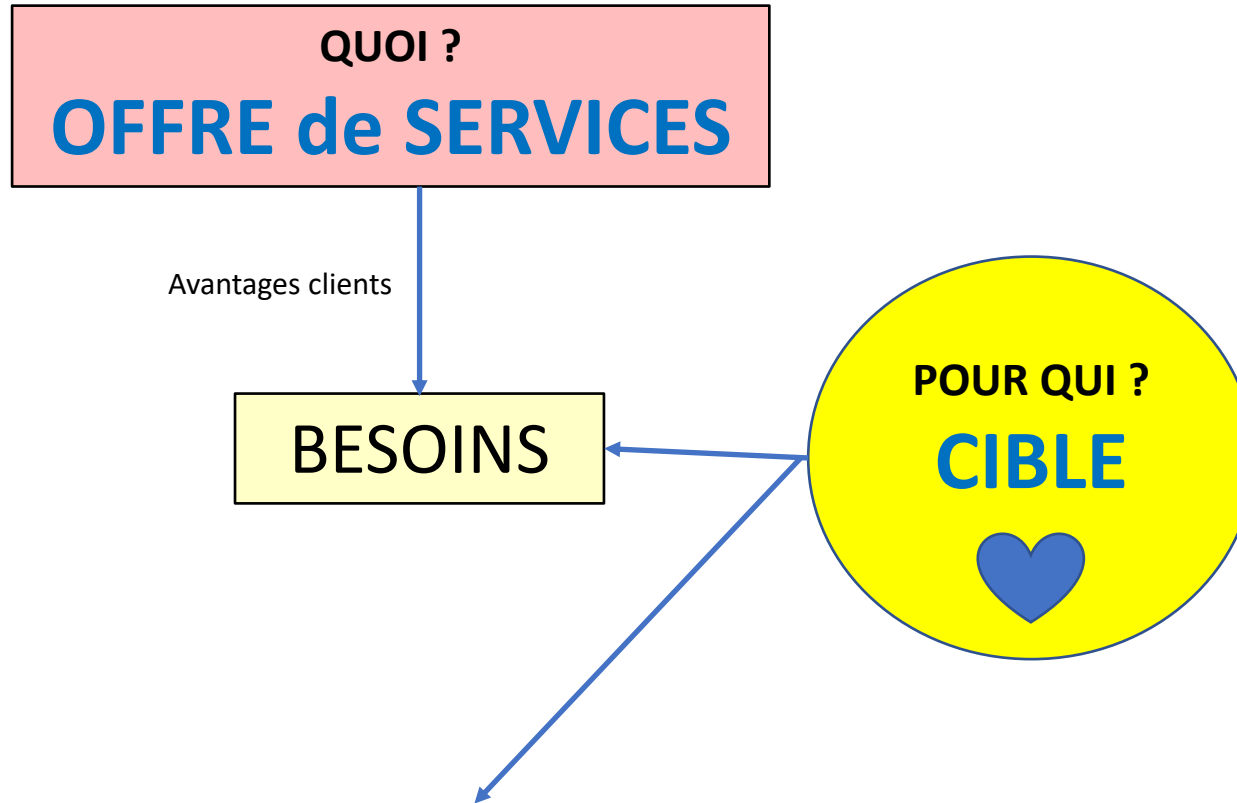 QUOI ?
OFFRE de SERVICES
Avantages clients
BESOINS
POUR QUI ?
CIBLE